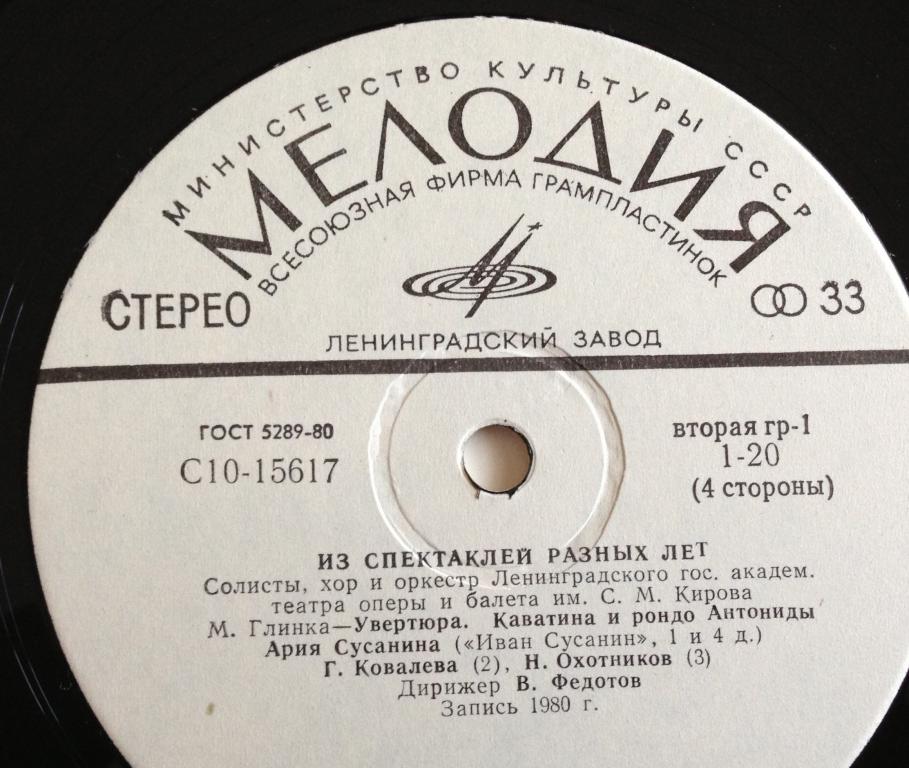 МИНИСТЕРСТВО КУЛЬТУРЫ СССР
МЕЛОДИЯ
ВСЕСОЮЗНАЯ ФИРМА ГРАМПЛАСТИНОК
СТЕРЕО
33
ЛЕНИНГРАДСКИЙ ЗАВОД
ГОСТ 5289-80
С10-15617
вторая гр-1
1-20
(4 стороны)
ИЗ СПЕКТАКЛЕЙ РАЗНЫХ ЛЕТ
Солисты, хор и оркестр Ленинградского гос. академ.
театра оперы и балета им. С. М. Кирова
М. Глинка—Увертюра. Каватина и рондо Антониды
Ария Сусанина («Иван Сусанин», 1 и 4 д.)
Г. Ковалева (2), Н. Охотников (3)
Дирижер В. Федотов
Запись 1980 г.